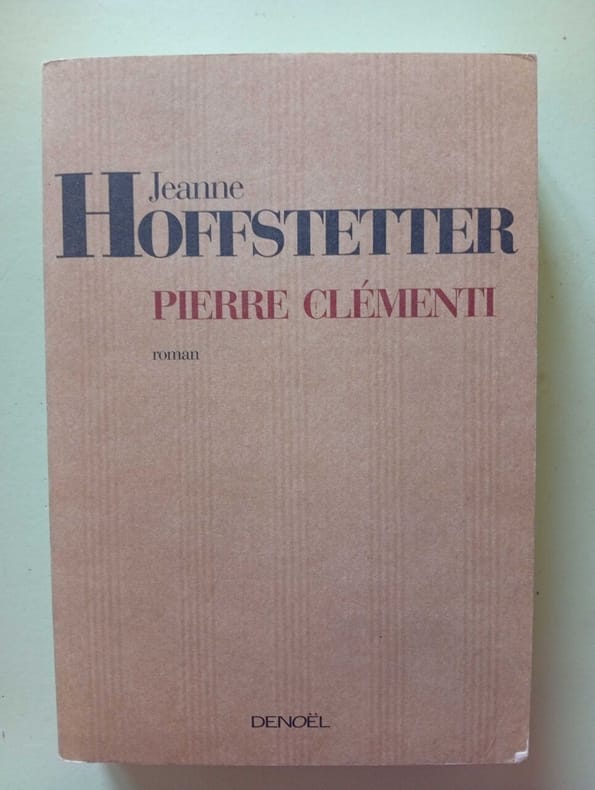 Jeanne
HOFFSTETTER
PIERRE CLÉMENTI
roman
DENOËL